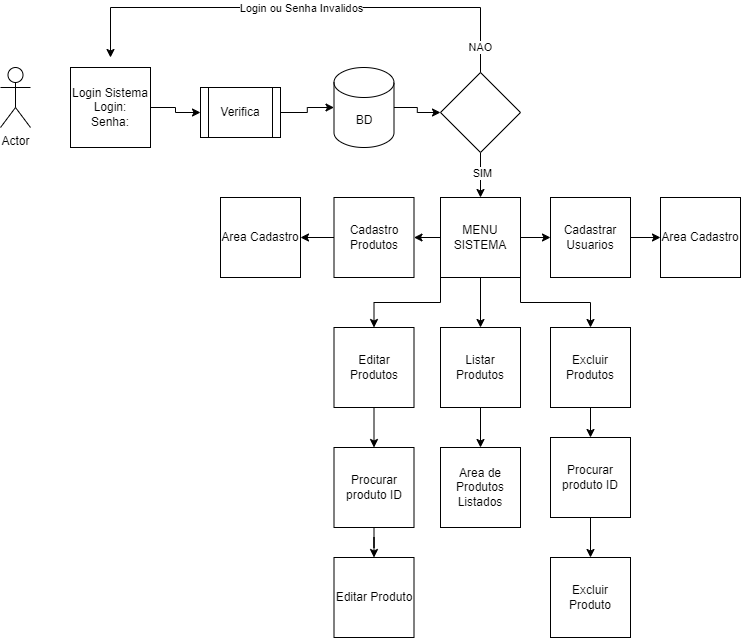 Login ou Senha Invalidos
NAO
Login Sistema
Login:
Senha:
Verifica
BD
Actor
SIM
Area Cadastro
Cadastro
Produtos
MENU
SISTEMA
Cadastrar
Usuarios
Area Cadastro
Editar
Produtos
Listar
Produtos
Excluir
Produtos
Procurar
produto ID
Area de
Produtos
Listados
Procurar
produto ID
Editar Produto
Excluir
Produto